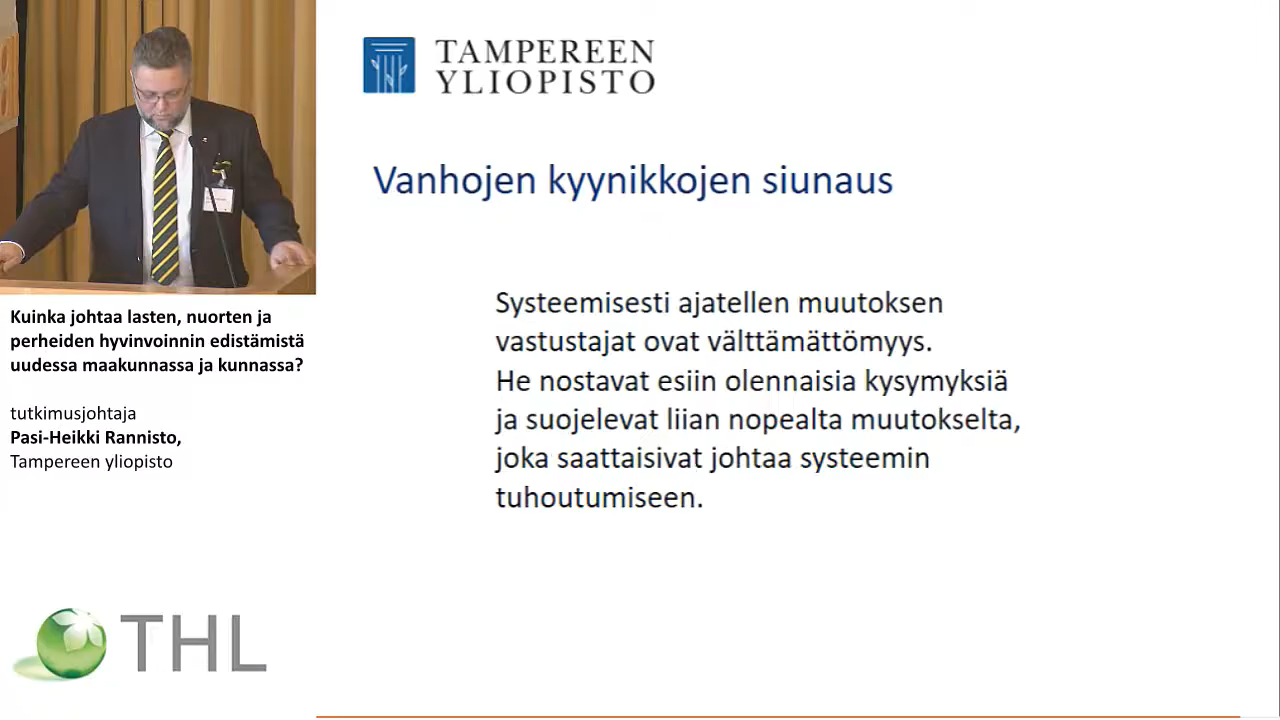 TAMPEREEN
YLIOPISTO
Vanhojen kyynikkojen siunaus
Systeemisesti ajatellen muutoksen
vastustajat ovat välttämättömyys.
He nostavat esiin olennaisia kysymyksiä
ja suojelevat liian nopealta muutokselta,
joka saattaisivat johtaa systeemin
tuhoutumiseen.
Kuinka johtaa lasten, nuorten ja
perheiden hyvinvoinnin edistämistä
uudessa maakunnassa ja kunnassa?
tutkimusjohtaja
Pasi-Heikki Rannisto,
Tampereen yliopisto
THL